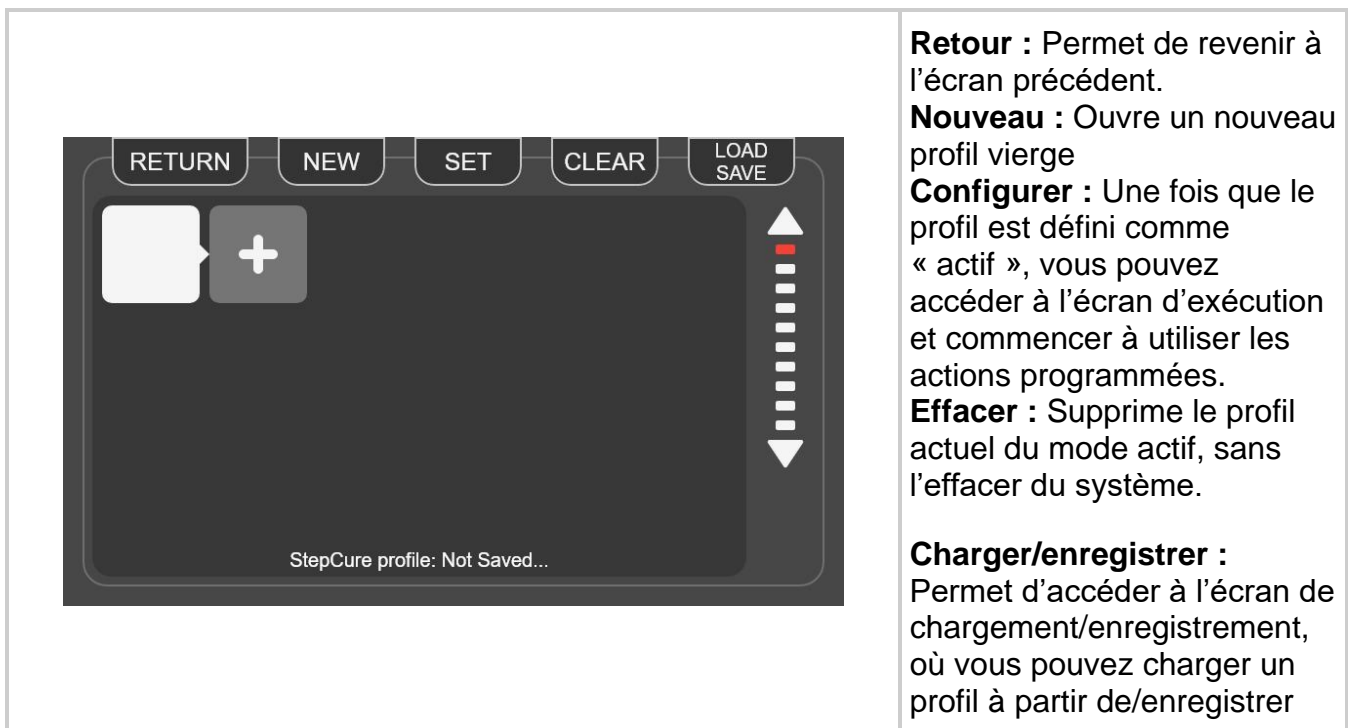 RETURN
NEW
SET
CLEAR
LOAD
SAVE
StepCure profile: Not Saved...
Retour : Permet de revenir à
l’écran précédent.
Nouveau : Ouvre un nouveau
profil vierge
Configurer : Une fois que le
profil est défini comme
« actif », vous pouvez
accéder à l’écran d’exécution
et commencer à utiliser les
actions programmées.
Effacer : Supprime le profil
actuel du mode actif, sans
l’effacer du système.
Charger/enregistrer :
Permet d’accéder à l’écran de
chargement/enregistrement,
où vous pouvez charger un
profil à partir de/enregistrer